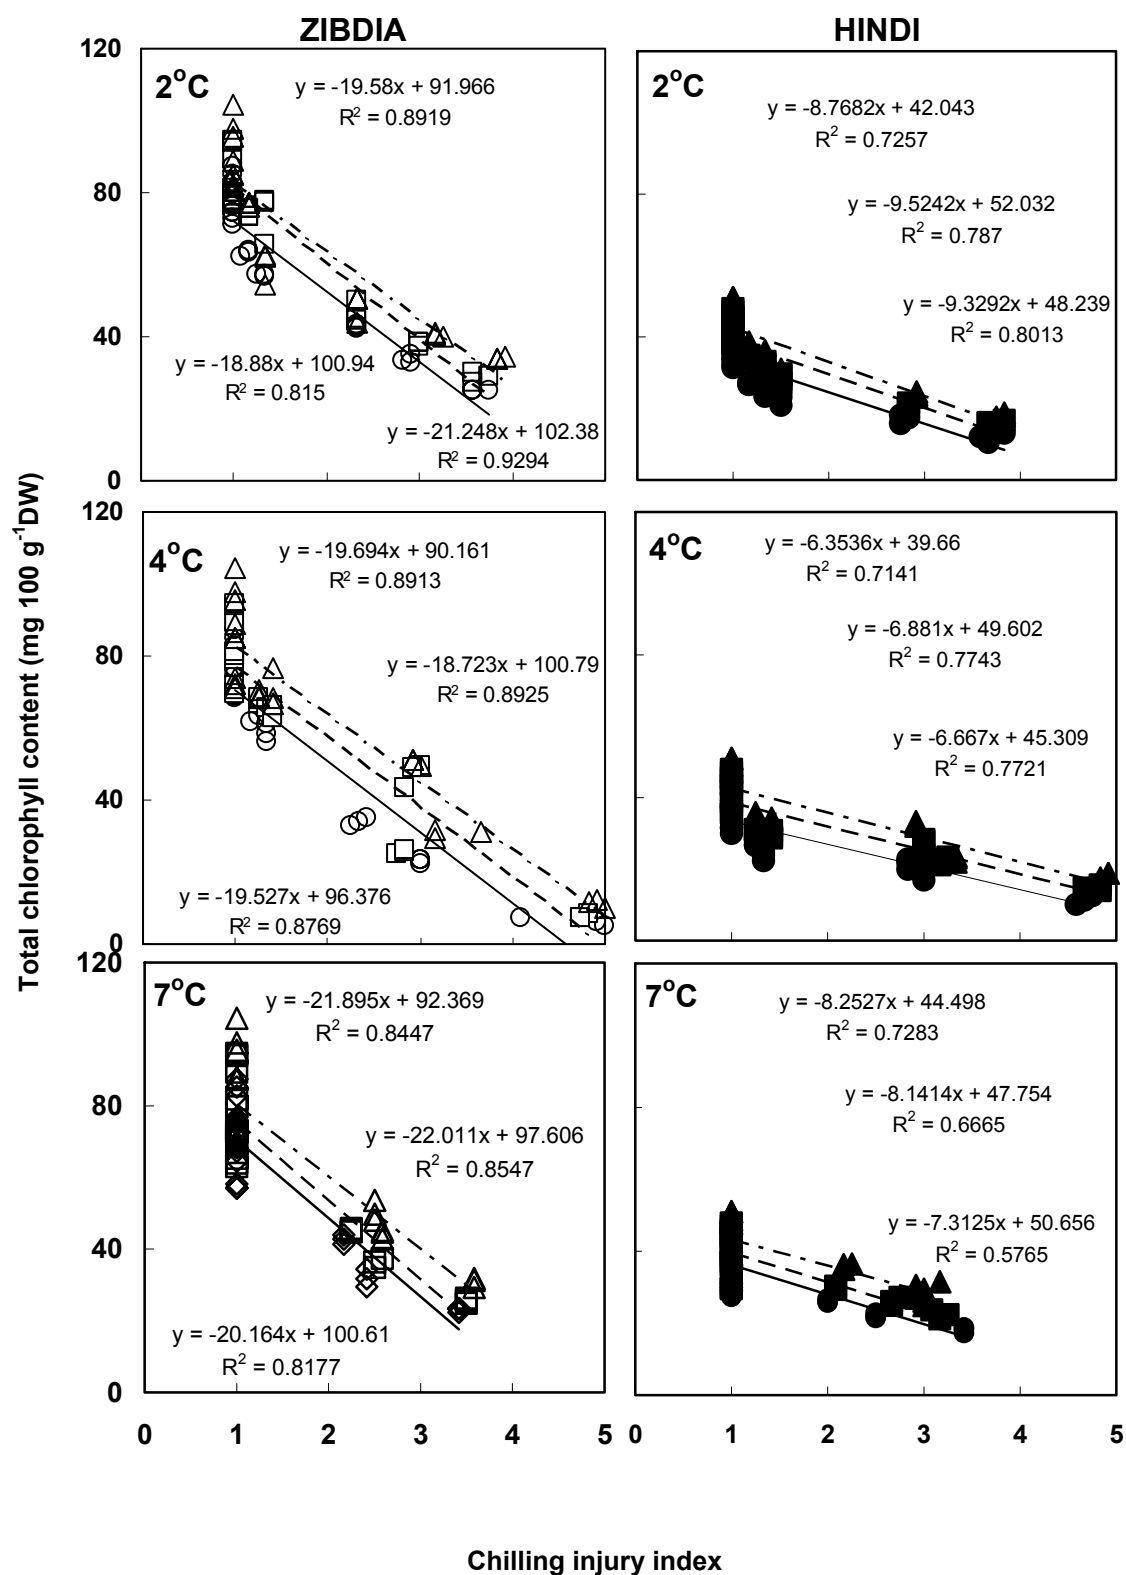 ZIBDIA
HINDI
Total chlorophyll content (mg 100 g⁻¹DW)
120
80
40
0
2°C
y = -19.58x + 91.966
R² = 0.8919
y = -18.88x + 100.94
R² = 0.815
y = -21.248x + 102.38
R² = 0.9294
2°C
y = -8.7682x + 42.043
R² = 0.7257
y = -9.5242x + 52.032
R² = 0.787
y = -9.3292x + 48.239
R² = 0.8013
120
80
40
0
4°C
y = -19.694x + 90.161
R² = 0.8913
y = -18.723x + 100.79
R² = 0.8925
y = -19.527x + 96.376
R² = 0.8769
4°C
y = -6.3536x + 39.66
R² = 0.7141
y = -6.881x + 49.602
R² = 0.7743
y = -6.667x + 45.309
R² = 0.7721
120
80
40
0
7°C
y = -21.895x + 92.369
R² = 0.8447
y = -22.011x + 97.606
R² = 0.8547
y = -20.164x + 100.61
R² = 0.8177
7°C
y = -8.2527x + 44.498
R² = 0.7283
y = -8.1414x + 47.754
R² = 0.6665
y = -7.3125x + 50.656
R² = 0.5765
0 1 2 3 4 5
0 1 2 3 4 5
Chilling injury index